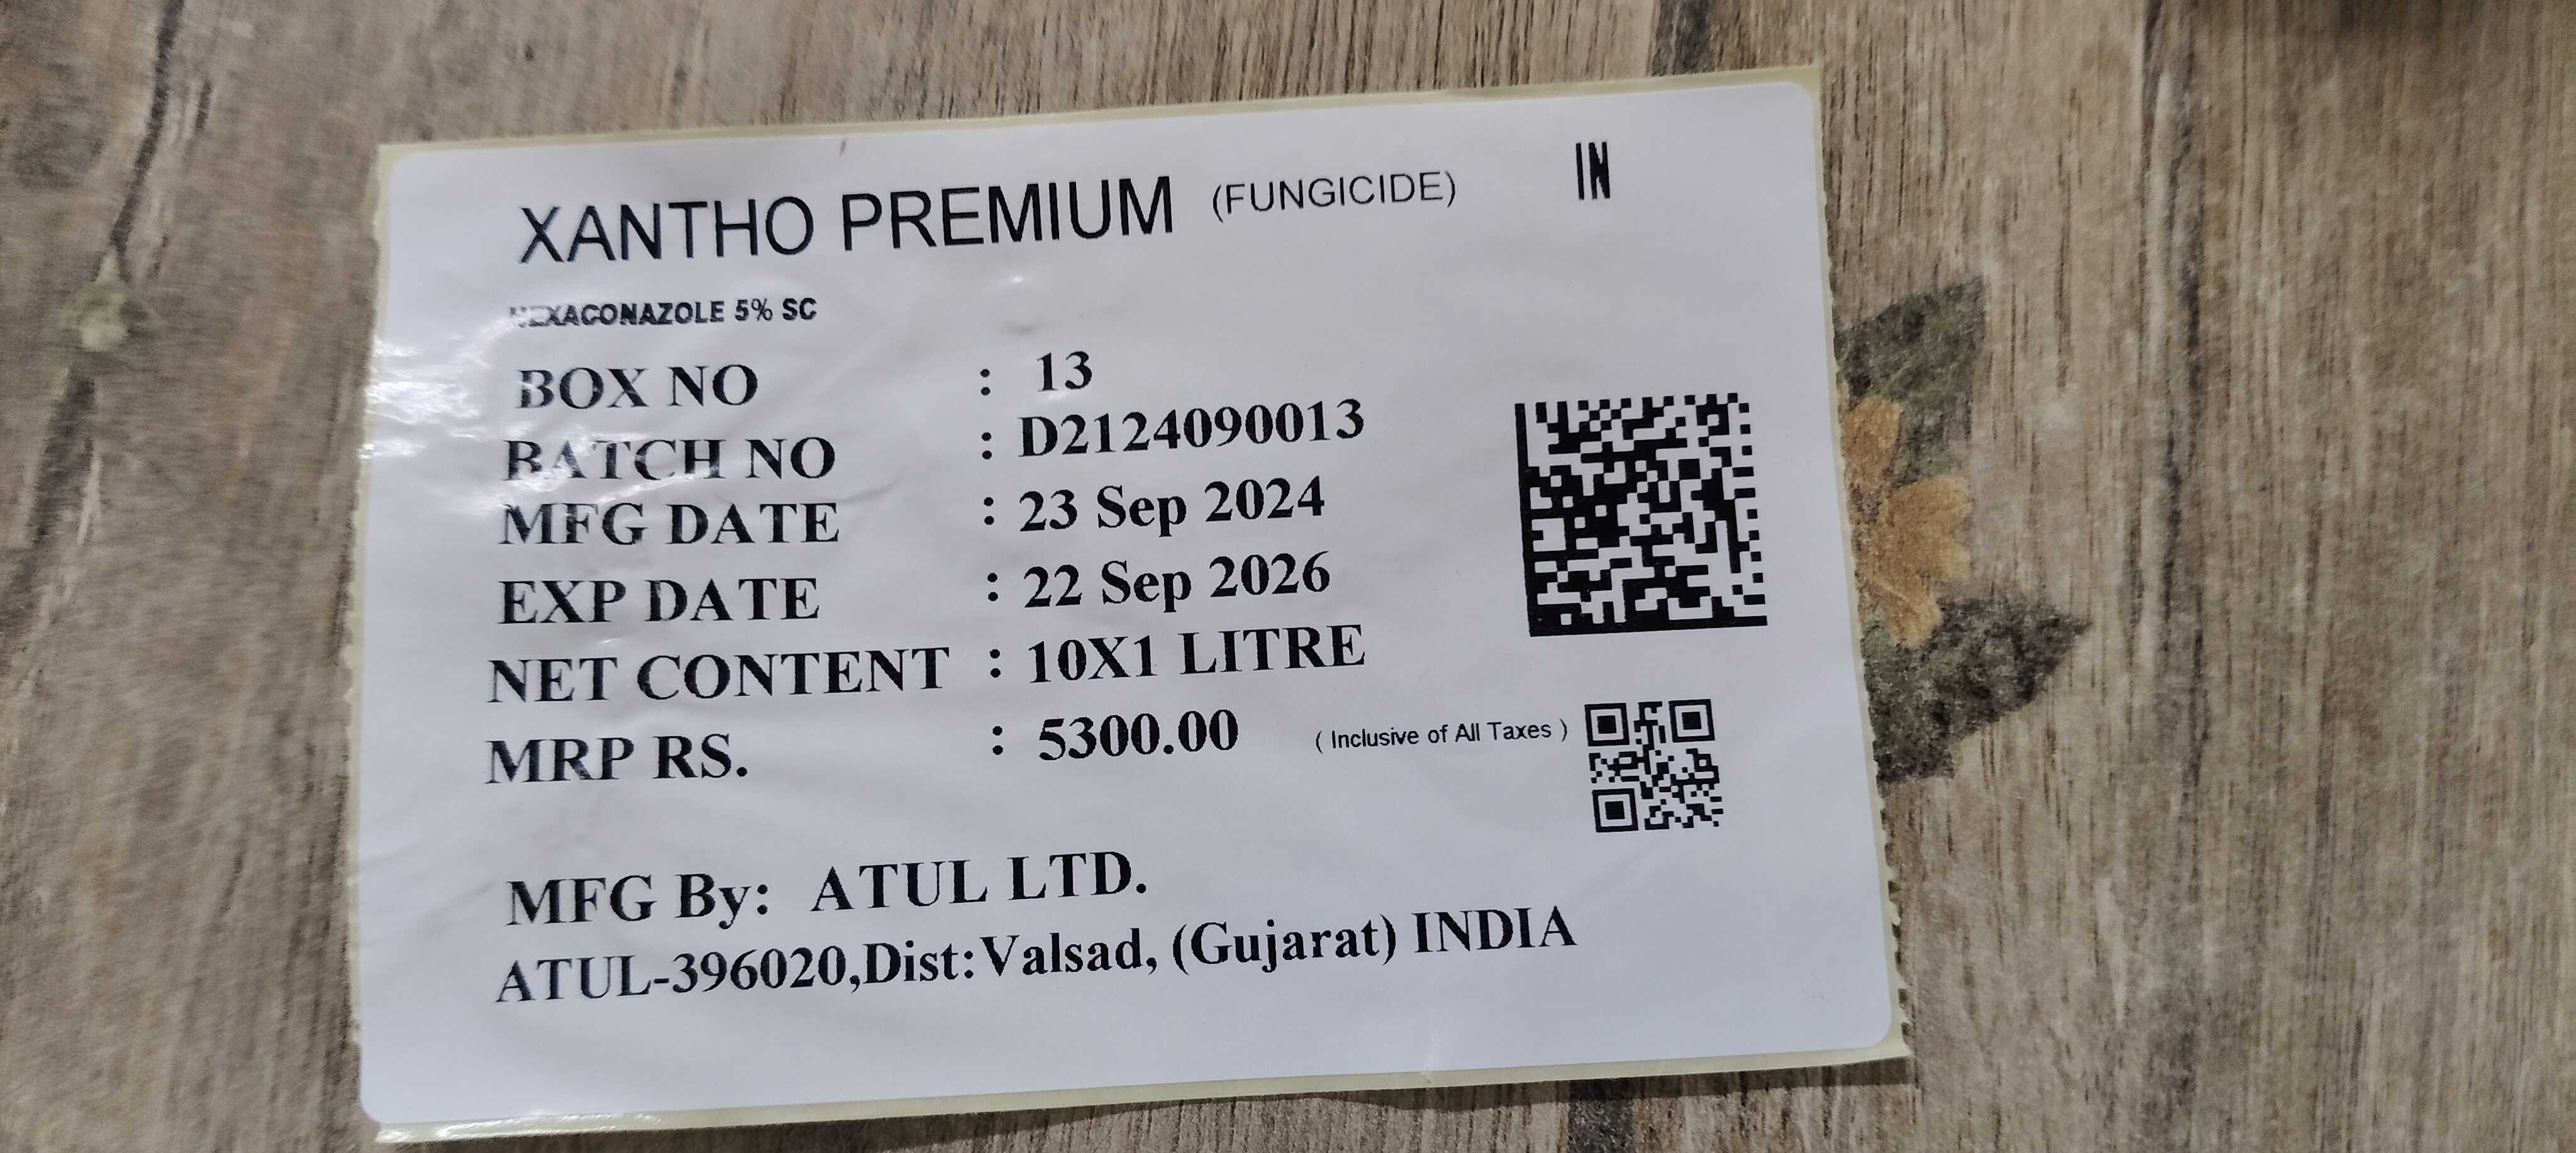 XANTHO PREMIUM (FUNGICIDE) IN
HEXACONAZOLE 5% SC
BOX NO : 13
BATCH NO : D2124090013
MFG DATE : 23 Sep 2024
EXP DATE : 22 Sep 2026
NET CONTENT : 10X1 LITRE
MRP RS. : 5300.00 ( Inclusive of All Taxes )
MFG By: ATUL LTD.
ATUL-396020,Dist:Valsad, (Gujarat) INDIA